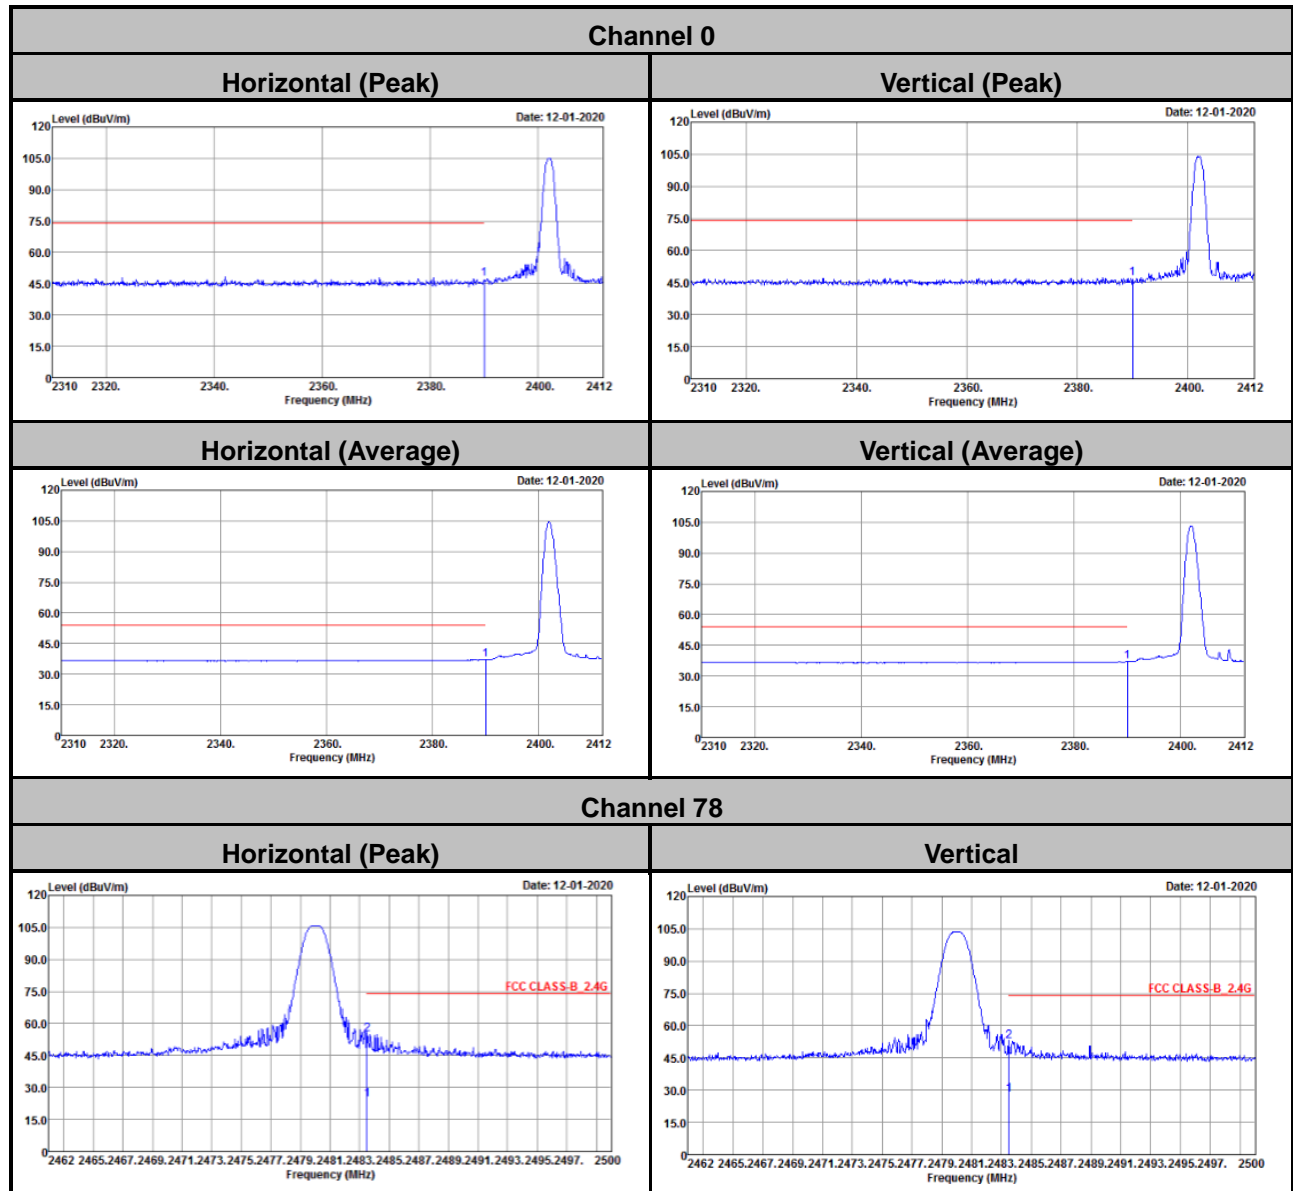 Channel 0
Horizontal (Peak)
Vertical (Peak)
Level (dBuV/m)
Date: 12-01-2020
120
105.0
90.0
75.0
60.0
45.0
30.0
15.0
0
1
2310 2320. 2340. 2360. 2380. 2400. 2412
Frequency (MHz)
Level (dBuV/m)
Date: 12-01-2020
120
105.0
90.0
75.0
60.0
45.0
30.0
15.0
0
1
2310 2320. 2340. 2360. 2380. 2400. 2412
Frequency (MHz)
Horizontal (Average)
Vertical (Average)
Level (dBuV/m)
Date: 12-01-2020
120
105.0
90.0
75.0
60.0
45.0
30.0
15.0
0
1
2310 2320. 2340. 2360. 2380. 2400. 2412
Frequency (MHz)
Level (dBuV/m)
Date: 12-01-2020
120
105.0
90.0
75.0
60.0
45.0
30.0
15.0
0
1
2310 2320. 2340. 2360. 2380. 2400. 2412
Frequency (MHz)
Channel 78
Horizontal (Peak)
Vertical
Level (dBuV/m)
Date: 12-01-2020
120
105.0
90.0
75.0
60.0
45.0
30.0
15.0
0
FCC CLASS-B_2.4G
2
1
2462 2465.2467.2469.2471.2473.2475.2477.2479.2481.2483.2485.2487.2489.2491.2493.2495.2497. 2500
Frequency (MHz)
Level (dBuV/m)
Date: 12-01-2020
120
105.0
90.0
75.0
60.0
45.0
30.0
15.0
0
FCC CLASS-B_2.4G
2
1
2462 2465.2467.2469.2471.2473.2475.2477.2479.2481.2483.2485.2487.2489.2491.2493.2495.2497. 2500
Frequency (MHz)